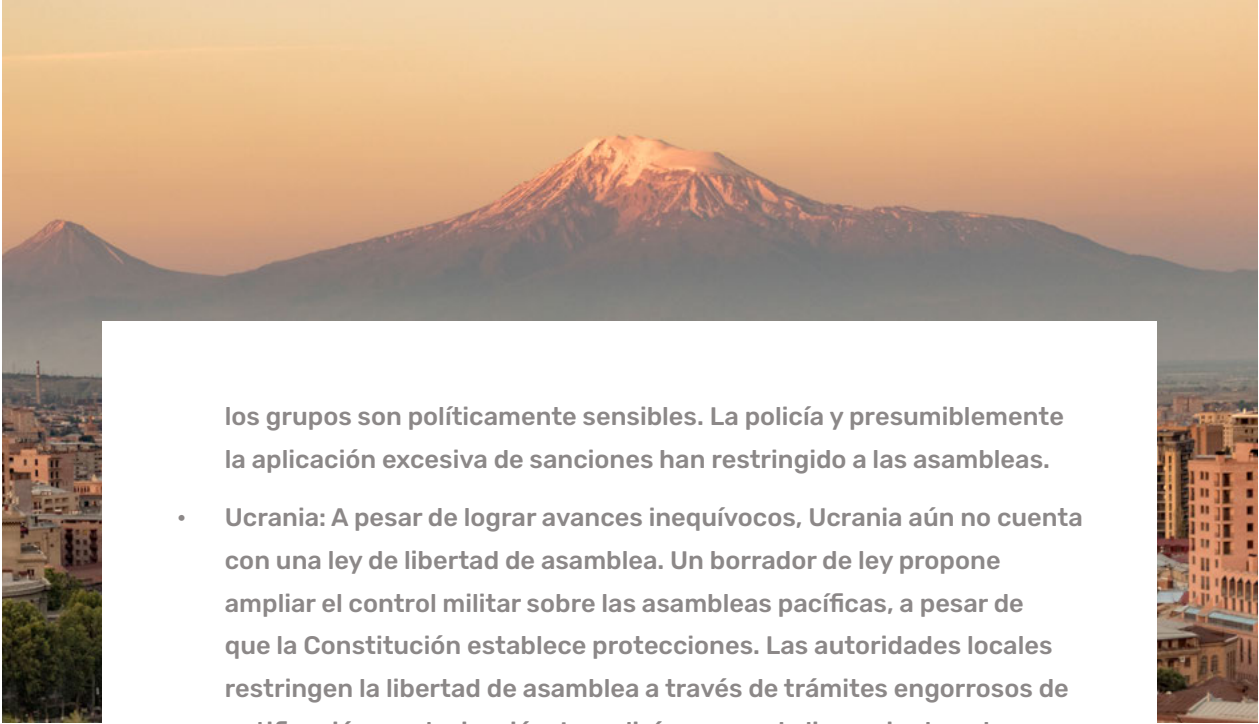 los grupos son políticamente sensibles. La policía y presumiblemente
la aplicación excesiva de sanciones han restringido a las asambleas.
• Ucrania: A pesar de lograr avances inequívocos, Ucrania aún no cuenta
con una ley de libertad de asamblea. Un borrador de ley propone
ampliar el control militar sobre las asambleas pacíficas, a pesar de
que la Constitución establece protecciones. Las autoridades locales
restringen la libertad de asamblea a través de trámites engorrosos de